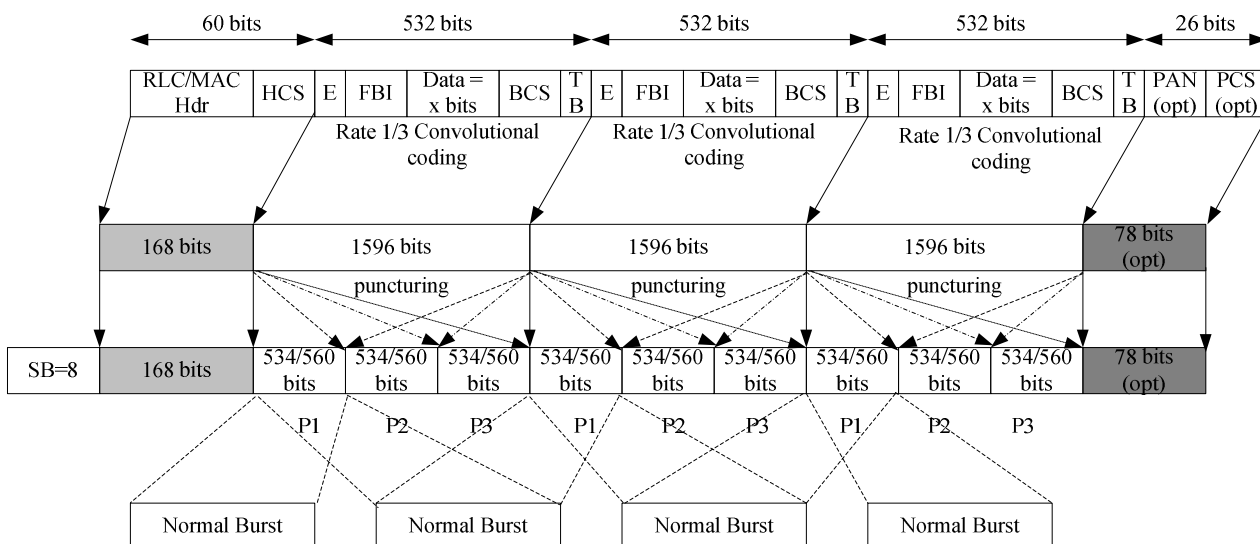 60 bits 532 bits 532 bits 532 bits 26 bits
RLC/MAC Hdr HCS E FBI Data = x bits BCS T B E FBI Data = x bits BCS T B E FBI Data = x bits BCS T B PAN (opt) PCS (opt)
Rate 1/3 Convolutional coding Rate 1/3 Convolutional coding Rate 1/3 Convolutional coding
168 bits 1596 bits 1596 bits 1596 bits 78 bits (opt)
puncturing puncturing puncturing
SB=8 168 bits 534/560 bits 534/560 bits 534/560 bits 534/560 bits 534/560 bits 534/560 bits 534/560 bits 534/560 bits 534/560 bits 78 bits (opt)
P1 P2 P3 P1 P2 P3 P1 P2 P3
Normal Burst Normal Burst Normal Burst Normal Burst